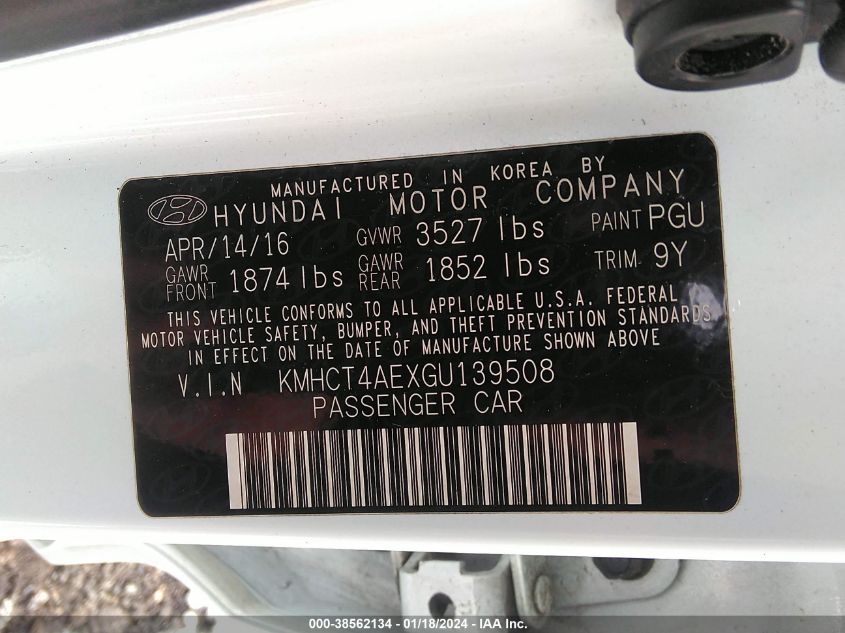 MANUFACTURED IN KOREA BY
HYUNDAI MOTOR COMPANY
APR/14/16 GVWR 3527 lbs PAINT PGU
GAWR FRONT 1874 lbs GAWR REAR 1852 lbs TRIM 9Y
THIS VEHICLE CONFORMS TO ALL APPLICABLE U.S.A. FEDERAL
MOTOR VEHICLE SAFETY, BUMPER, AND THEFT PREVENTION STANDARDS
IN EFFECT ON THE DATE OF MANUFACTURE SHOWN ABOVE
V.I.N KMHCT4AEXGU139508
PASSENGER CAR
000-38562134 - 01/18/2024 - IAA Inc.